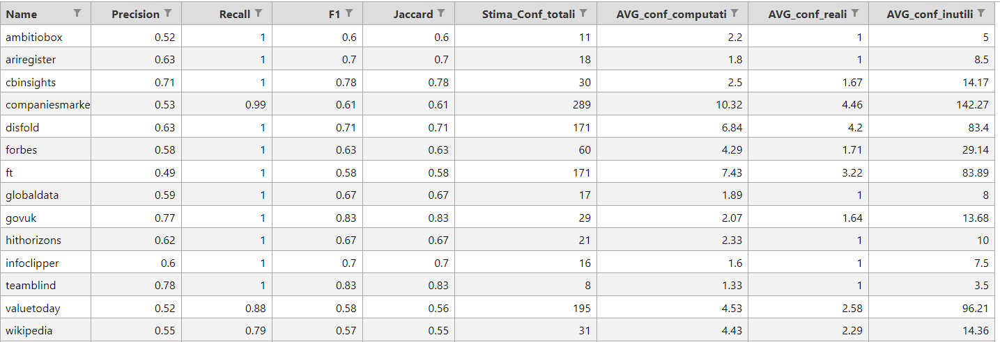 Name Precision Recall F1 Jaccard Stima_Conf_totali AVG_conf_computati AVG_conf_reali AVG_conf_inutili
ambitiobox 0.52 1 0.6 0.6 11 2.2 1 5
ariregister 0.63 1 0.7 0.7 18 1.8 1 8.5
cbinsights 0.71 1 0.78 0.78 30 2.5 1.67 14.17
companiesmarke 0.53 0.99 0.61 0.61 289 10.32 4.46 142.27
disfold 0.63 1 0.71 0.71 171 6.84 4.2 83.4
forbes 0.58 1 0.63 0.63 60 4.29 1.71 29.14
ft 0.49 1 0.58 0.58 171 7.43 3.22 83.89
globaldata 0.59 1 0.67 0.67 17 1.89 1 8
govuk 0.77 1 0.83 0.83 29 2.07 1.64 13.68
hithorizons 0.62 1 0.67 0.67 21 2.33 1 10
infoclipper 0.6 1 0.7 0.7 16 1.6 1 7.5
teamblind 0.78 1 0.83 0.83 8 1.33 1 3.5
valuetoday 0.52 0.88 0.58 0.56 195 4.53 2.58 96.21
wikipedia 0.55 0.79 0.57 0.55 31 4.43 2.29 14.36